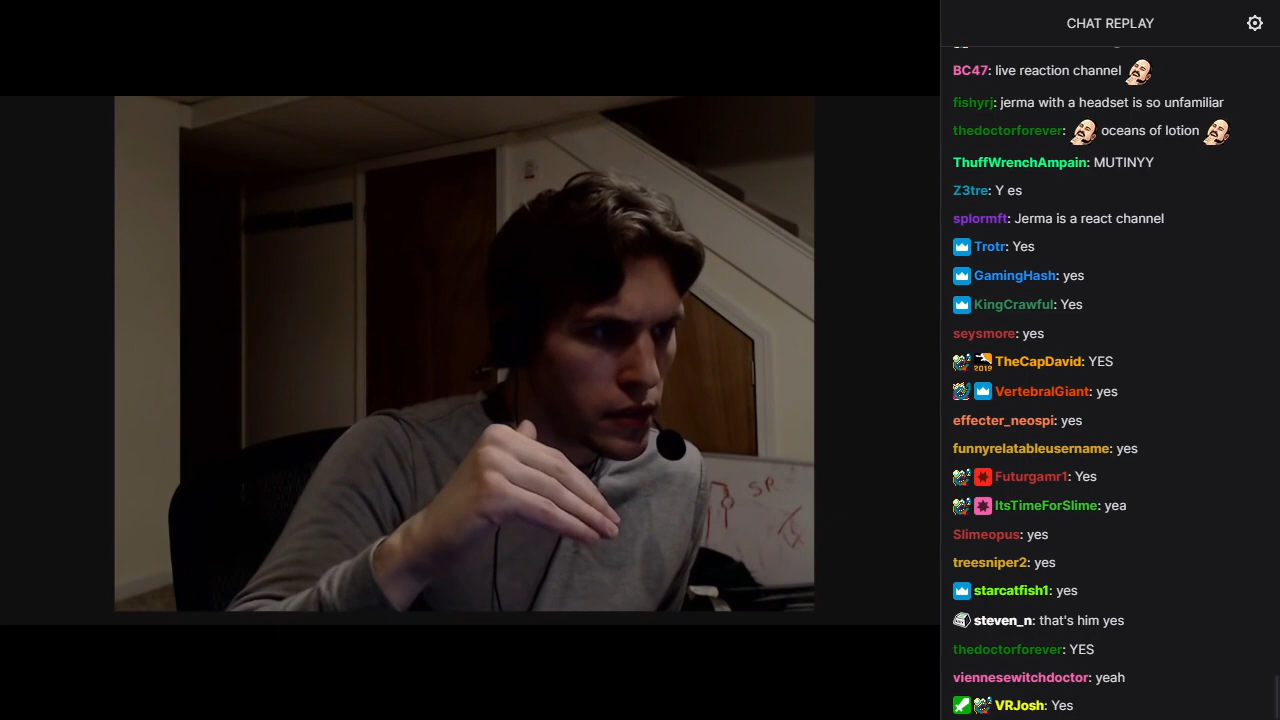 CHAT REPLAY
BC47: live reaction channel
fishyrj: jerma with a headset is so unfamiliar
thedoctorforever: oceans of lotion
ThuffWrenchAmpain: MUTINYY
Z3tre: Y es
splormft: Jerma is a react channel
Trotr: Yes
GamingHash: yes
KingCrawful: Yes
seysmore: yes
2019 TheCapDavid: YES
VertebralGiant: yes
effecter_neospi: yes
funnyrelatableusername: yes
Futurgamr1: Yes
ItsTimeForSlime: yea
Slimeopus: yes
treesniper2: yes
starcatfish1: yes
steven_n: that's him yes
thedoctorforever: YES
viennesewitchdoctor: yeah
VRJosh: Yes
SP